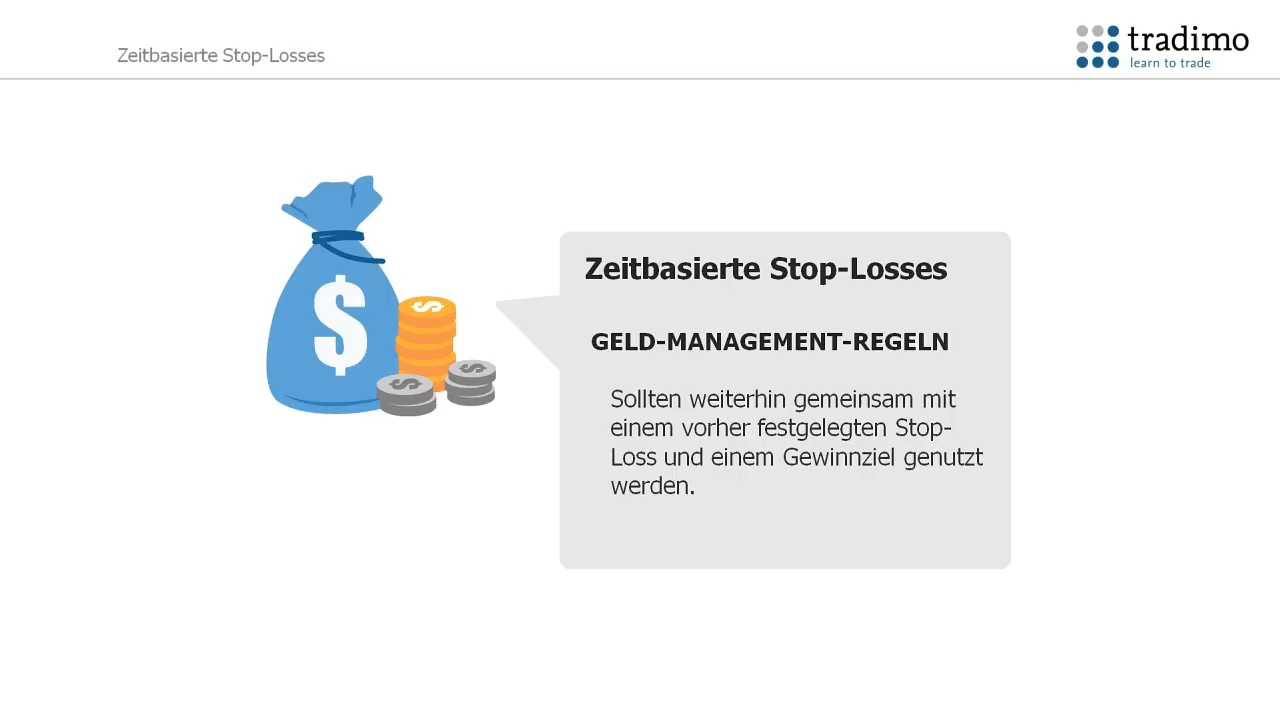 Zeitbasierte Stop-Losses
tradimo
learn to trade
$
Zeitbasierte Stop-Losses
GELD-MANAGEMENT-REGELN
Sollten weiterhin gemeinsam mit
einem vorher festgelegten Stop-
Loss und einem Gewinnziel genutzt
werden.
$
$
$